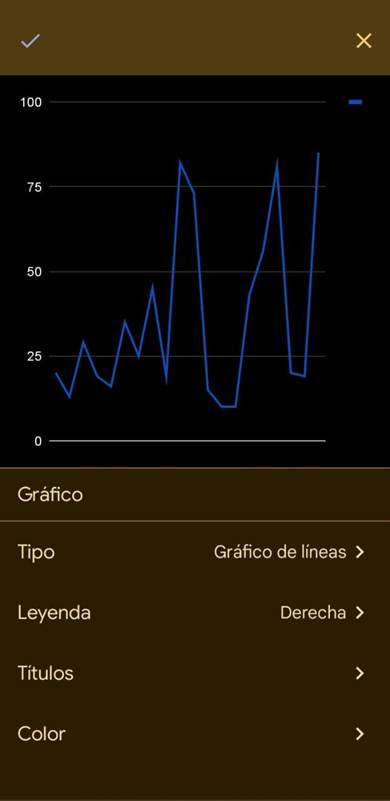 100
75
50
25
0
Gráfico
Tipo Gráfico de líneas
Leyenda Derecha
Títulos
Color